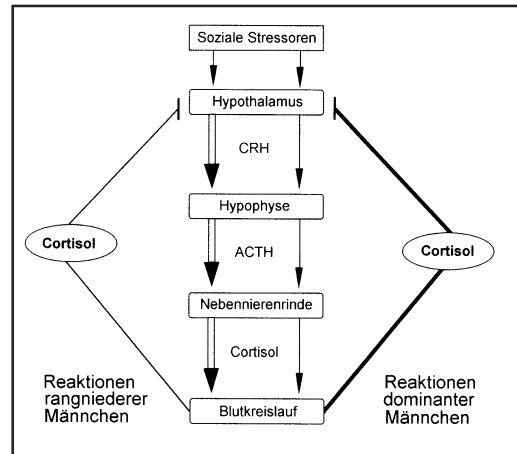 Soziale Stressoren
Hypothalamus
CRH
Hypophyse
Cortisol
Cortisol
ACTH
Nebennierenrinde
Cortisol
Reaktionen
rangniederer
Männchen
Reaktionen
dominanter
Männchen
Blutkreislauf